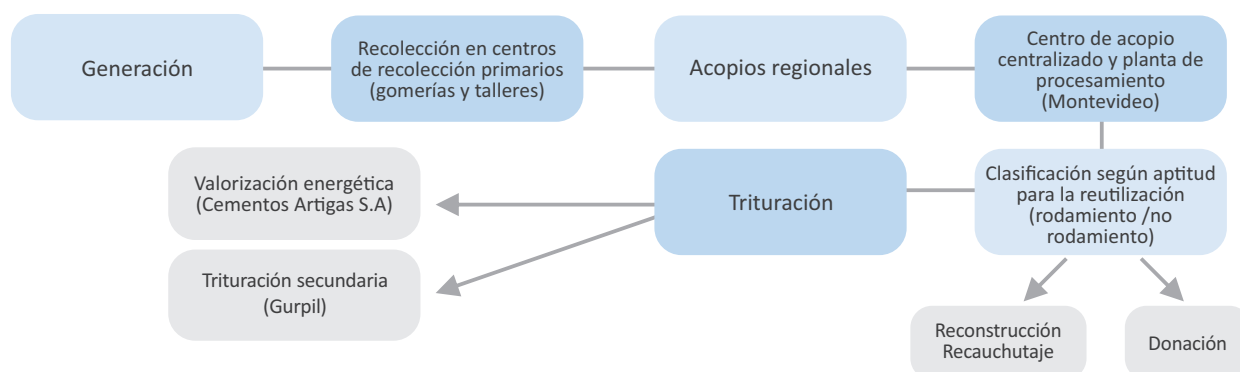 Generación
Recolección en centros
de recolección primarios
(gomerías y talleres)
Acopios regionales
Centro de acopio
centralizado y planta de
procesamiento
(Montevideo)
Clasificación según aptitud
para la reutilización
(rodamiento /no
rodamiento)
Trituración
Valorización energética
(Cementos Artigas S.A)
Trituración secundaria
(Gurpil)
Reconstrucción
Recauchutaje
Donación